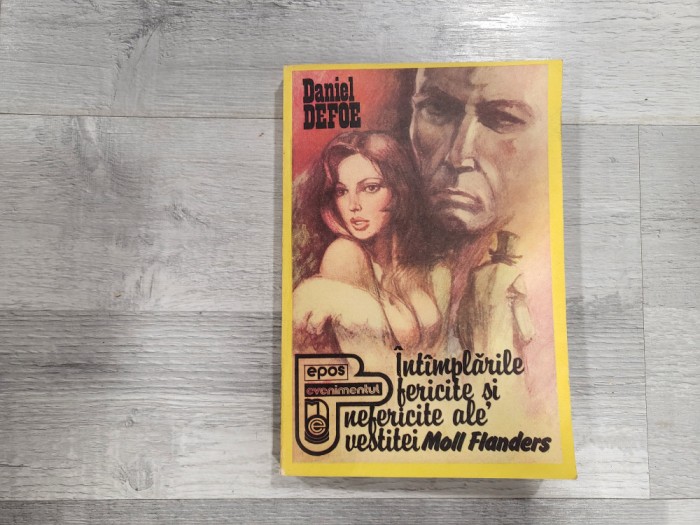 Daniel
DEFOE
epos
evenimentul
m
e
Întîmplările
fericite și
nefericite ale
vestitei Moll Flanders